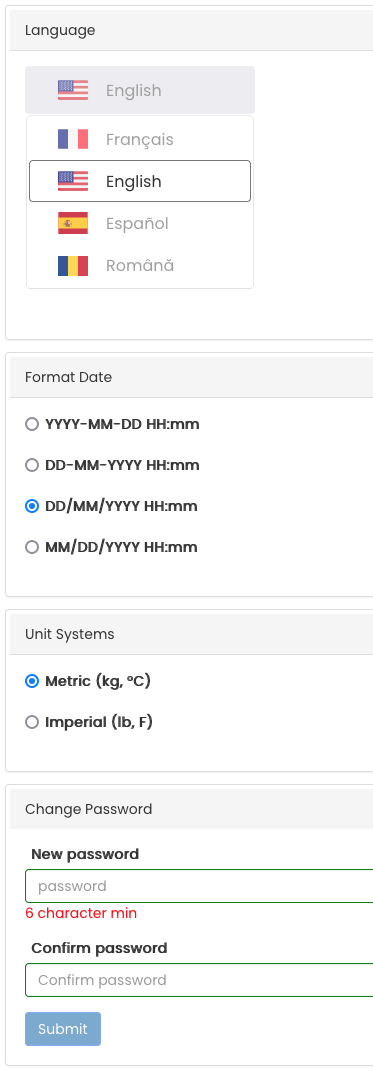 Language
English
Français
English
Español
Română
Format Date
YYYY-MM-DD HH:mm
DD-MM-YYYY HH:mm
DD/MM/YYYY HH:mm
MM/DD/YYYY HH:mm
Unit Systems
Metric (kg, °C)
Imperial (lb, F)
Change Password
New password
password
6 character min
Confirm password
Confirm password
Submit